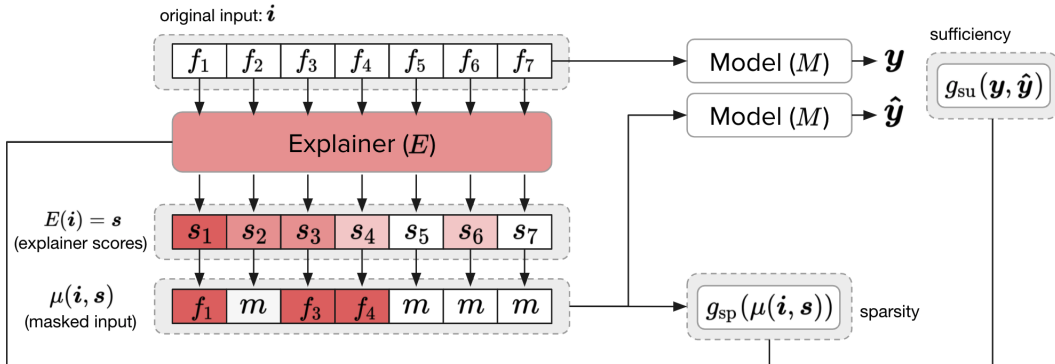 original input: i
f₁ f₂ f₃ f₄ f₅ f₆ f₇
Model (M)
y
sufficiency
g_su(y, ŷ)
Model (M)
ŷ
Explainer (E)
E(i) = s
(explainer scores)
s₁ s₂ s₃ s₄ s₅ s₆ s₇
μ(i, s)
(masked input)
f₁ m f₃ f₄ m m m
g_sp(μ(i, s))
sparsity